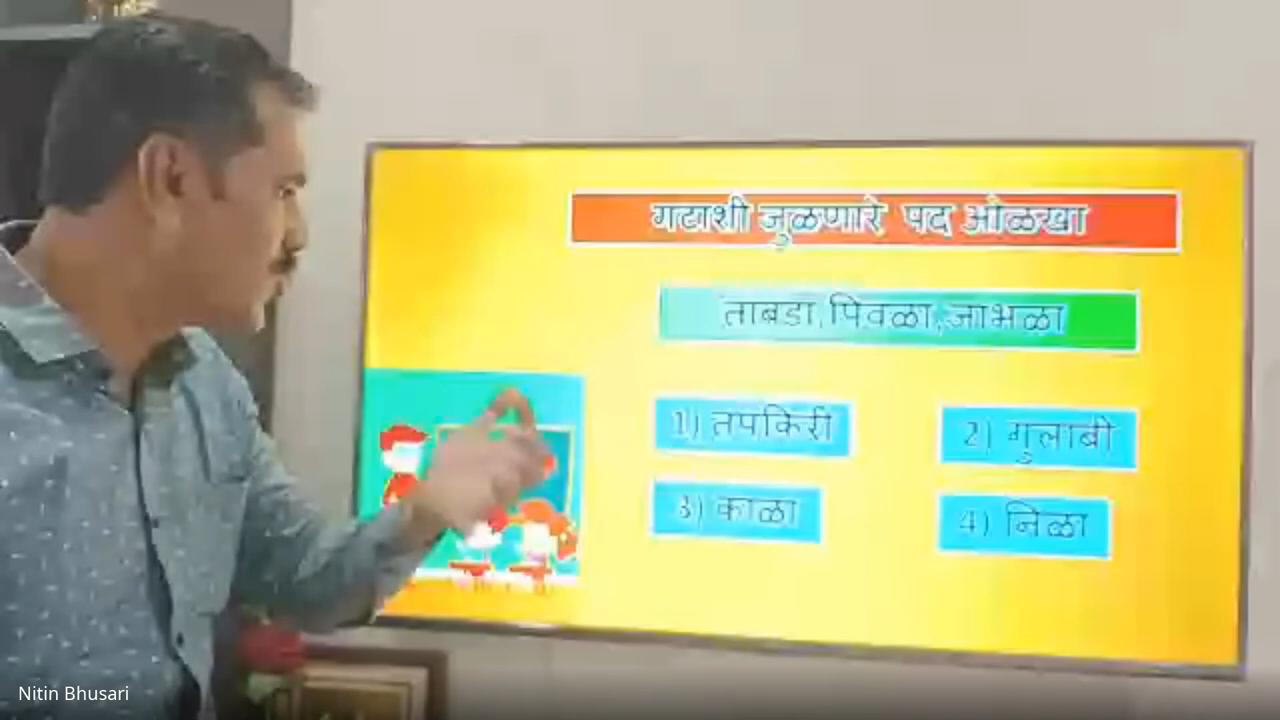 गटाशी जुळणारे पद ओळखा
ताबडा,पिवळा,जाभळा
1) तपकिरी
2) गुलाबी
3) काळा
4) निळा
Nitin Bhusari